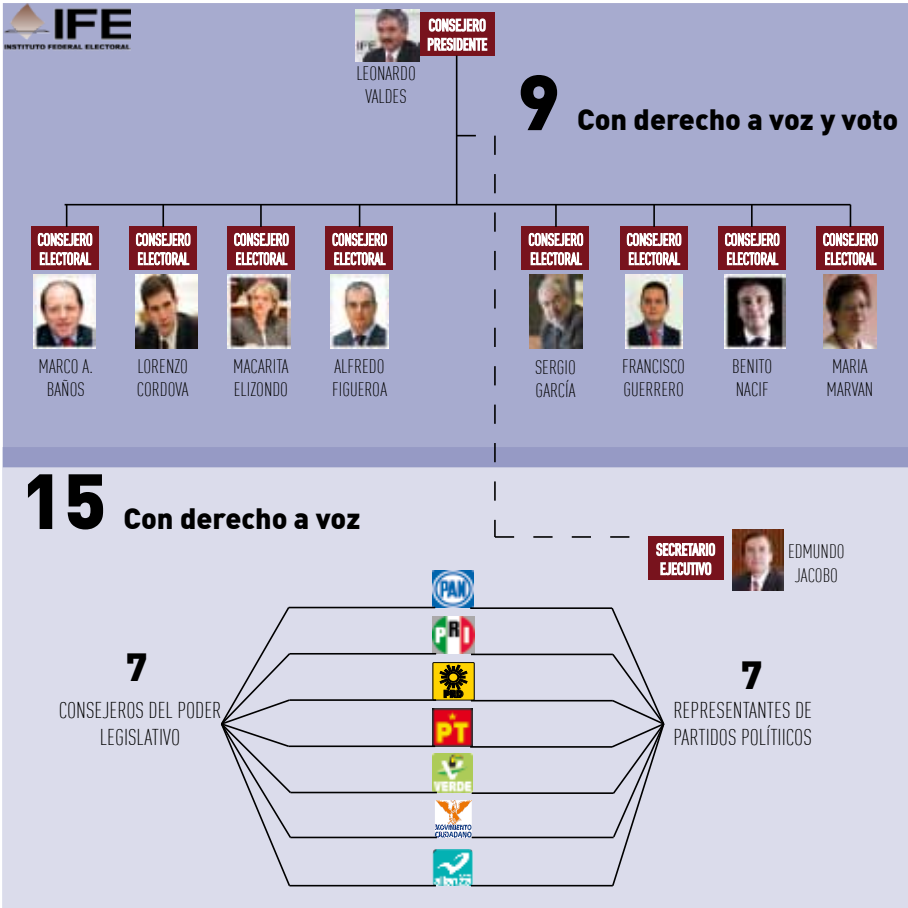 IFE
INSTITUTO FEDERAL ELECTORAL
CONSEJERO
PRESIDENTE
LEONARDO
VALDES
9 Con derecho a voz y voto
CONSEJERO
ELECTORAL
MARCO A.
BAÑOS
CONSEJERO
ELECTORAL
LORENZO
CORDOVA
CONSEJERO
ELECTORAL
MACARITA
ELIZONDO
CONSEJERO
ELECTORAL
ALFREDO
FIGUEROA
CONSEJERO
ELECTORAL
SERGIO
GARCÍA
CONSEJERO
ELECTORAL
FRANCISCO
GUERRERO
CONSEJERO
ELECTORAL
BENITO
NACIF
CONSEJERO
ELECTORAL
MARIA
MARVAN
15 Con derecho a voz
SECRETARIO
EJECUTIVO
EDMUNDO
JACOBO
7
CONSEJEROS DEL PODER
LEGISLATIVO
PAN
PRI
PRD
PT
VERDE
MOVIMIENTO
CIUDADANO
7
REPRESENTANTES DE
PARTIDOS POLÍTIICOS